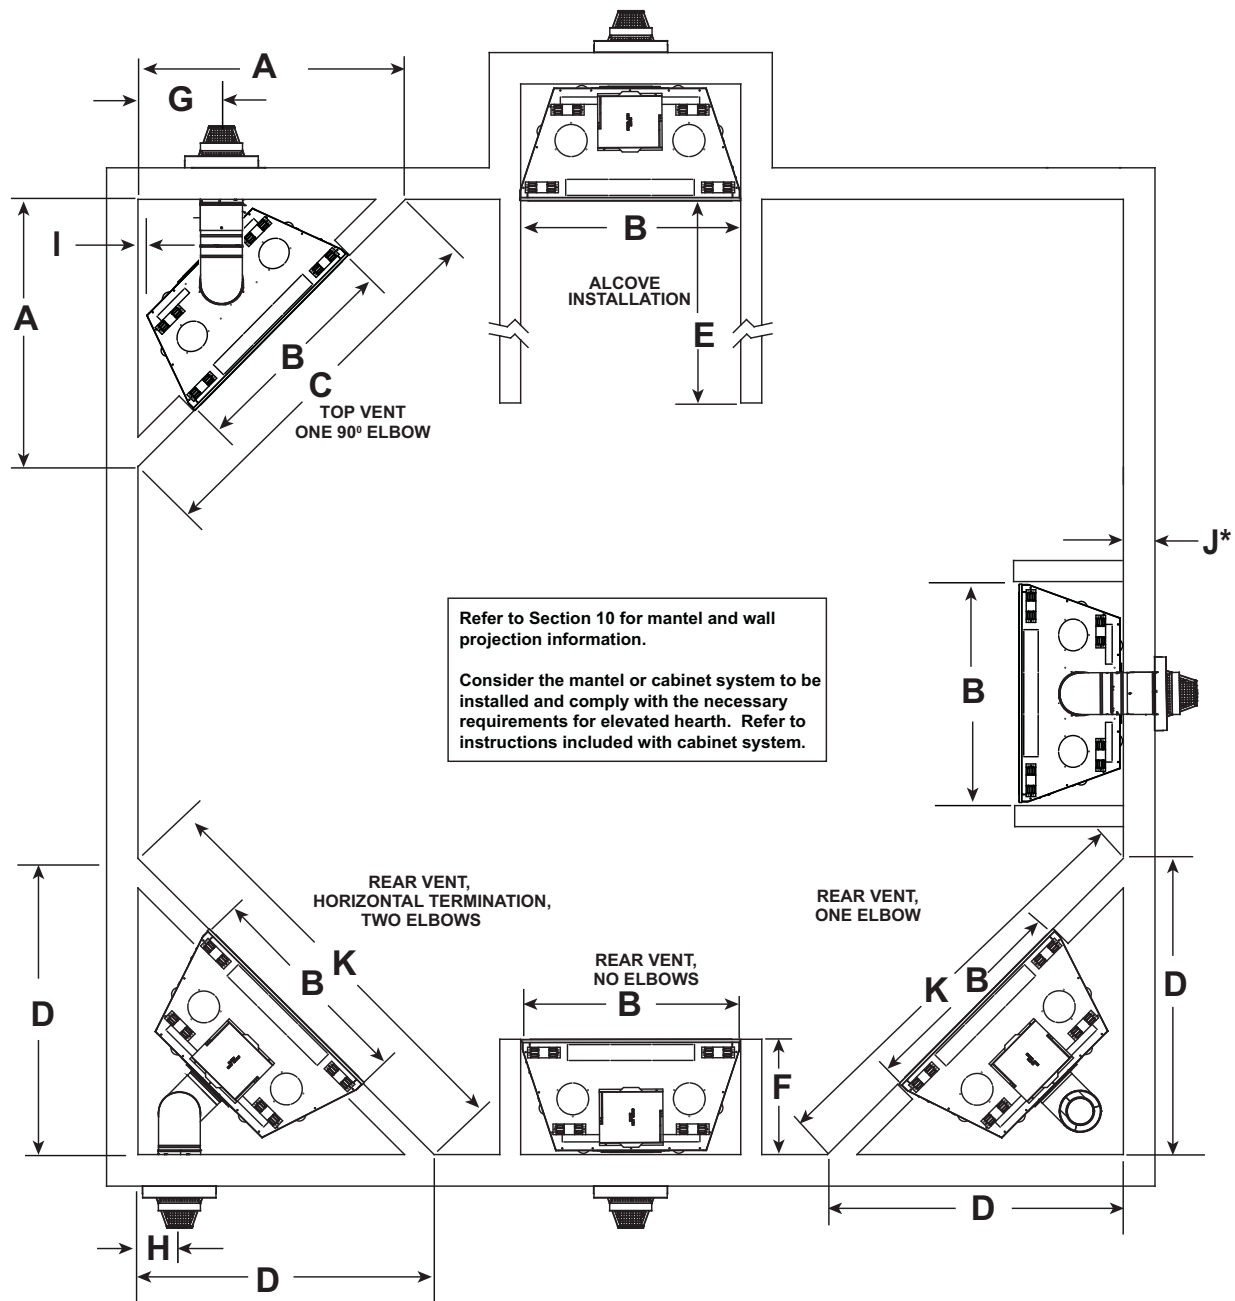 A
G
I
A
B
ALCOVE
INSTALLATION
E
B
C
TOP VENT
ONE 90º ELBOW
J*
Refer to Section 10 for mantel and wall
projection information.
Consider the mantel or cabinet system to be
installed and comply with the necessary
requirements for elevated hearth. Refer to
instructions included with cabinet system.
B
REAR VENT,
HORIZONTAL TERMINATION,
TWO ELBOWS
REAR VENT,
ONE ELBOW
K
B
D
REAR VENT,
NO ELBOWS
B
K
B
D
F
H
D
D